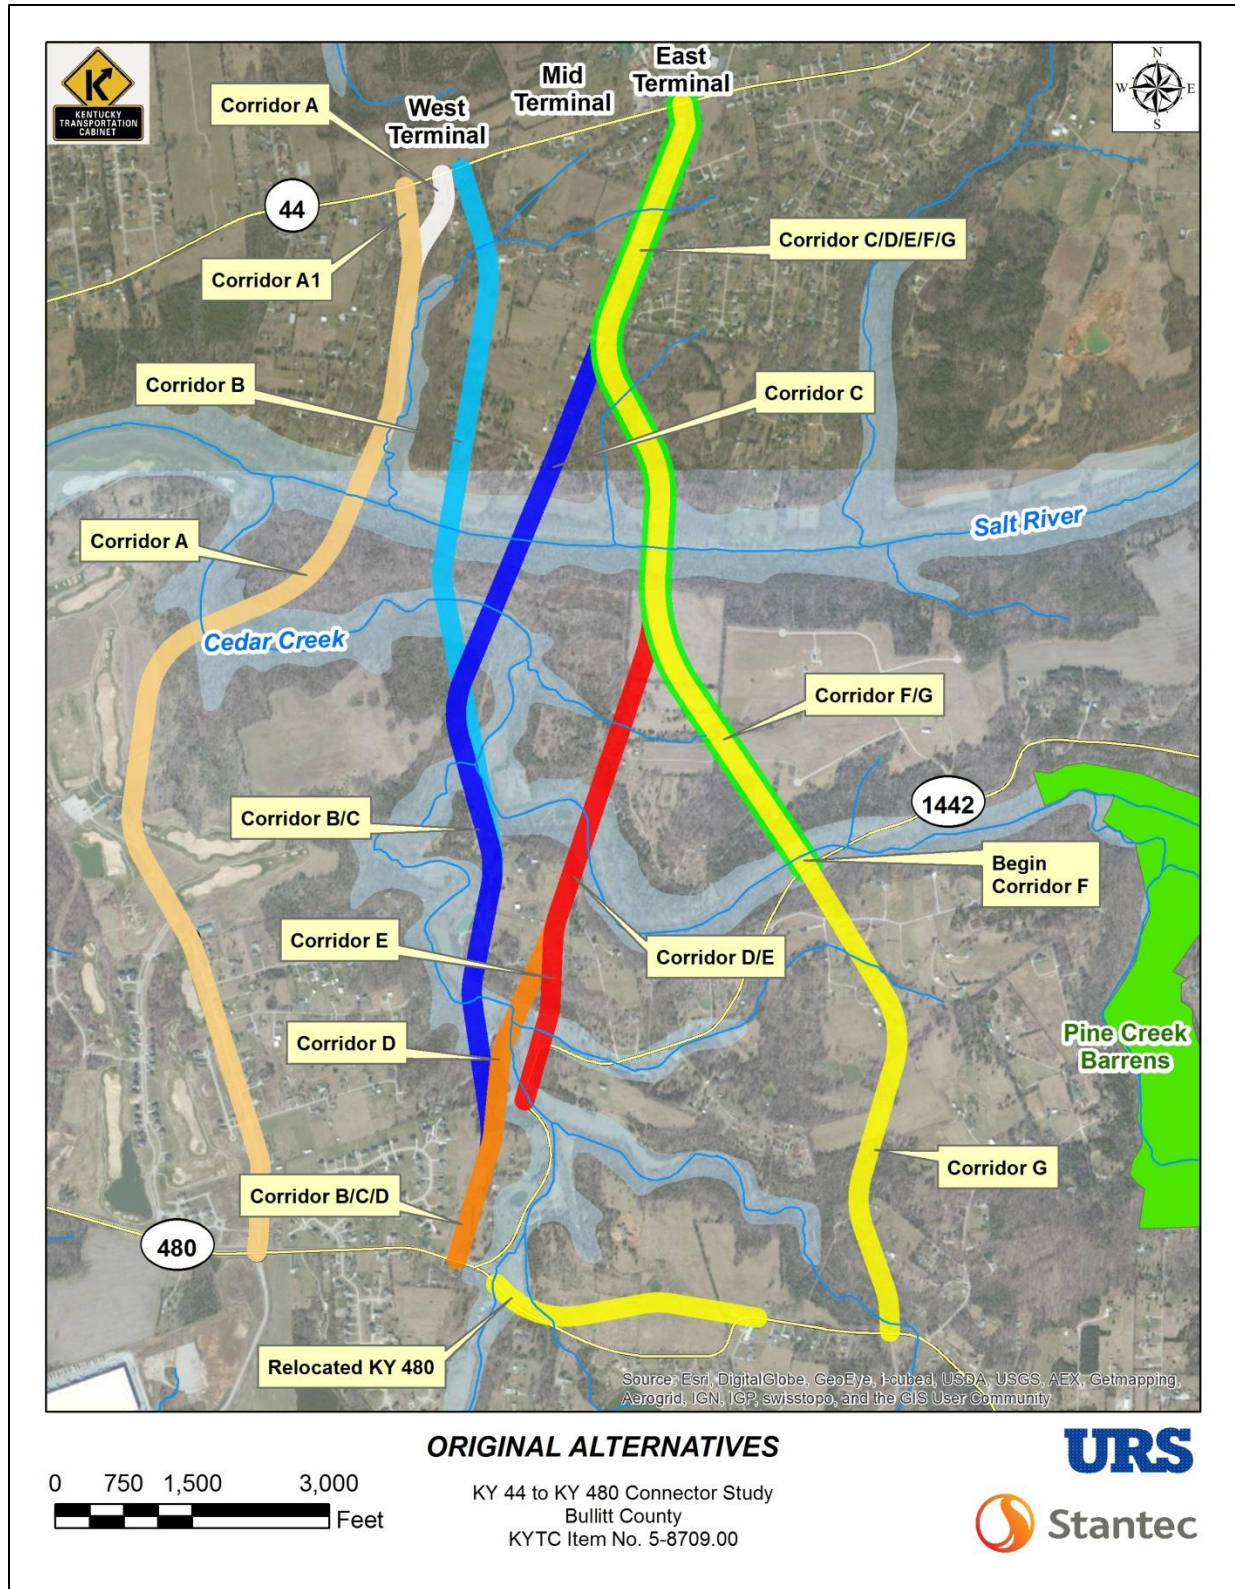 KENTUCKY
TRANSPORTATION
CABINET
Corridor A
West
Terminal
Mid
Terminal
East
Terminal
N
W
E
S
44
Corridor A1
Corridor C/D/E/F/G
Corridor B
Corridor C
Corridor A
Salt River
Cedar Creek
Corridor F/G
1442
Corridor B/C
Begin
Corridor F
Corridor E
Corridor D/E
Corridor D
Pine Creek
Barrens
Corridor G
Corridor B/C/D
480
Relocated KY 480
Source: Esri, DigitalGlobe, GeoEye, i-cubed, USDA, USGS, AEX, Getmapping,
Aerogrid, IGN, IGP, swisstopo, and the GIS User Community
ORIGINAL ALTERNATIVES
0 750 1,500 3,000
Feet
KY 44 to KY 480 Connector Study
Bullitt County
KYTC Item No. 5-8709.00
URS
Stantec